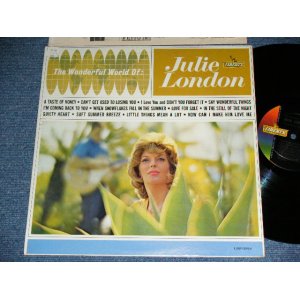 The Wonderful World Of:
Julie
London
LIBERTY
A TASTE OF HONEY • CAN'T GET USED TO LOSING YOU • I Love You and DON'T YOU FORGET IT • SAY WONDERFUL THINGS
I'M COMING BACK TO YOU • WHEN SNOWFLAKES FALL IN THE SUMMER • LOVE FOR SALE • IN THE STILL OF THE NIGHT
GUILTY HEART • SOFT SUMMER BREEZE • LITTLE THINGS MEAN A LOT • HOW CAN I MAKE HIM LOVE ME
LIBERTY